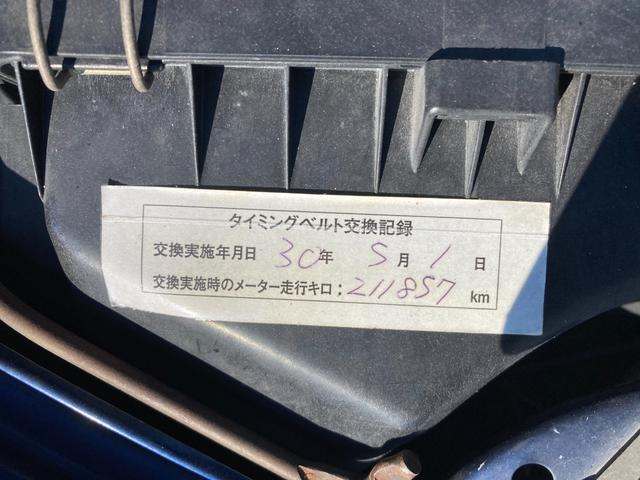 タイミングベルト交換記録
交換実施年月日 30年 5月 1日
交換実施時のメーター走行キロ；211857 km